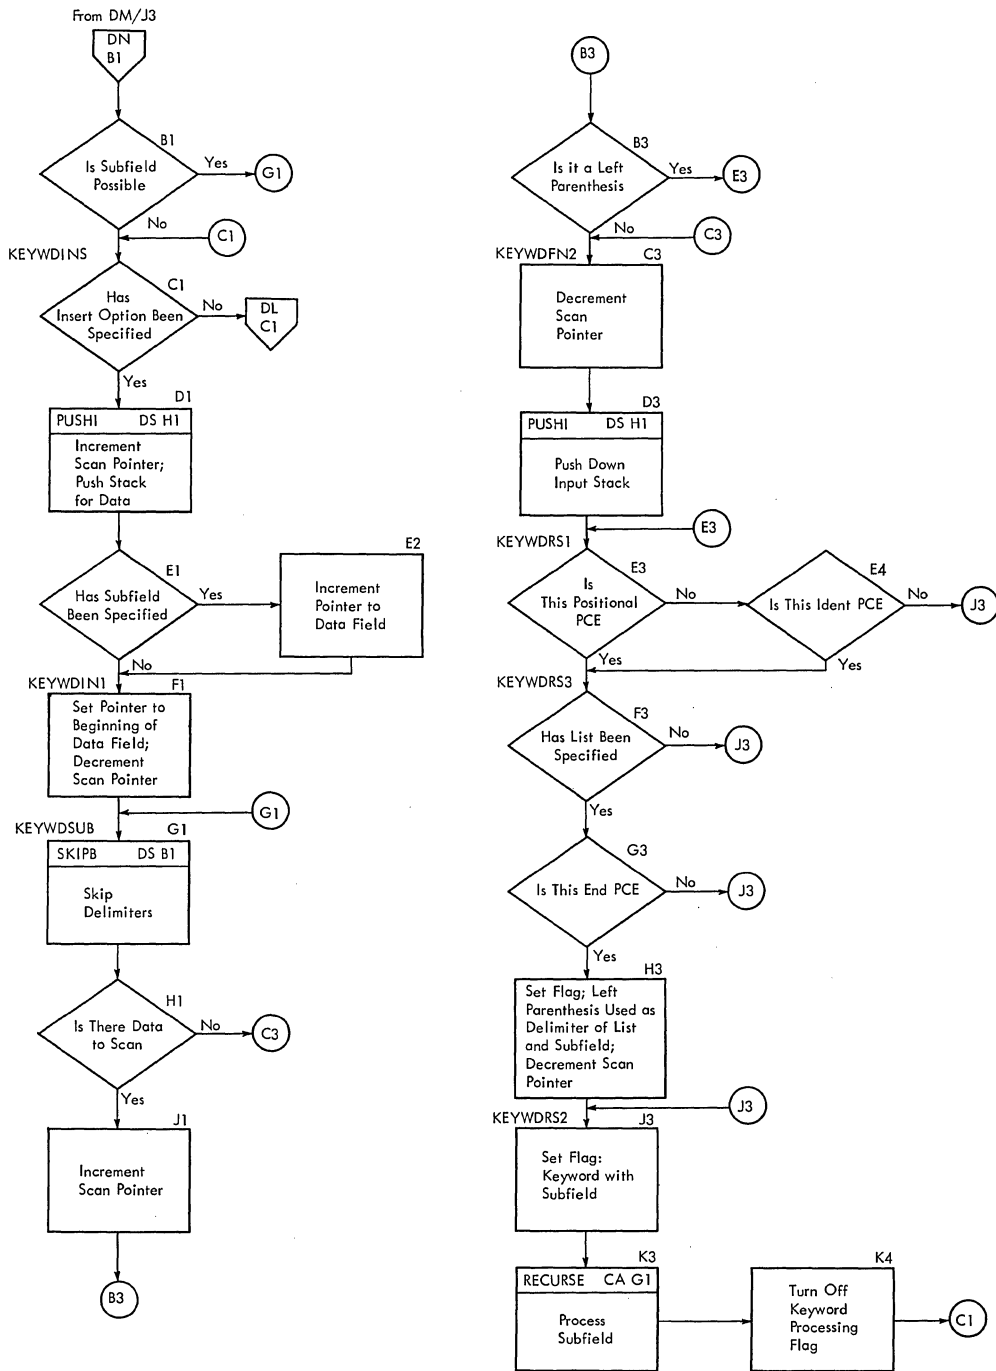 From DM/J3
DN
B1
B1
Is Subfield
Possible
Yes
G1
No
C1
KEYWDINS
C1
Has
Insert Option Been
Specified
No
DL
C1
Yes
D1
PUSHI DS H1
Increment
Scan Pointer;
Push Stack
for Data
E1
Has Subfield
Been Specified
Yes
E2
Increment
Pointer to
Data Field
No
KEYWDIN1
F1
Set Pointer to
Beginning of
Data Field;
Decrement
Scan Pointer
G1
KEYWDSUB
G1
SKIPB DS B1
Skip
Delimiters
H1
Is There Data
to Scan
No
C3
Yes
J1
Increment
Scan Pointer
B3
B3
B3
Is it a Left
Parenthesis
Yes
E3
No
C3
KEYWDFN2
C3
Decrement
Scan
Pointer
D3
PUSHI DS H1
Push Down
Input Stack
E3
KEYWDRS1
E3
Is
This Positional
PCE
No
E4
Is This Ident PCE
No
J3
Yes
Yes
KEYWDRS3
F3
Has List Been
Specified
No
J3
Yes
G3
Is This End PCE
No
J3
Yes
H3
Set Flag; Left
Parenthesis Used as
Delimiter of List
and Subfield;
Decrement Scan
Pointer
J3
KEYWDRS2
J3
Set Flag:
Keyword with
Subfield
K3
RECURSE CA G1
Process
Subfield
K4
Turn Off
Keyword
Processing
Flag
C1